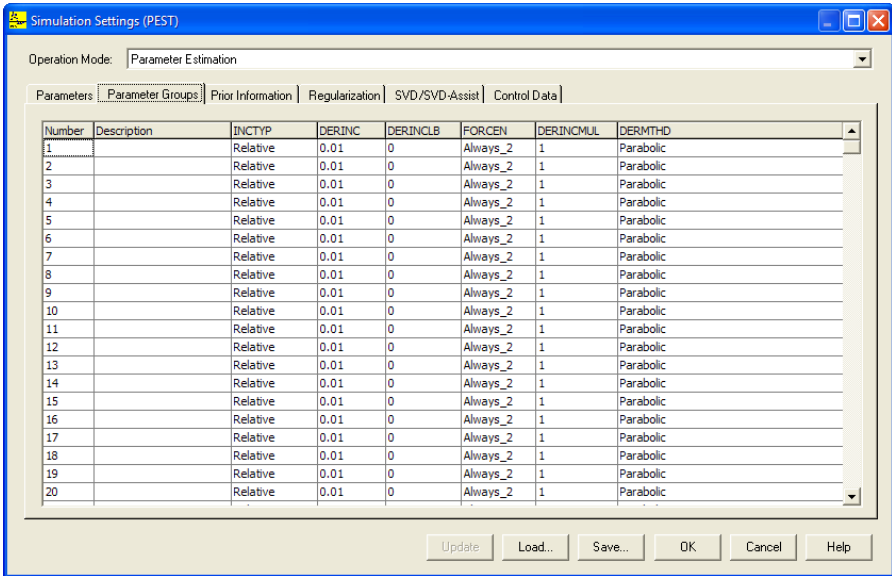 Simulation Settings (PEST)
Operation Mode: Parameter Estimation
Parameters Parameter Groups Prior Information Regularization SVD/SVD-Assist Control Data
Number Description INCTYP DERINC DERINCLB FORCEN DERINCMUL DERMTHD
1 Relative 0.01 0 Always_2 1 Parabolic
2 Relative 0.01 0 Always_2 1 Parabolic
3 Relative 0.01 0 Always_2 1 Parabolic
4 Relative 0.01 0 Always_2 1 Parabolic
5 Relative 0.01 0 Always_2 1 Parabolic
6 Relative 0.01 0 Always_2 1 Parabolic
7 Relative 0.01 0 Always_2 1 Parabolic
8 Relative 0.01 0 Always_2 1 Parabolic
9 Relative 0.01 0 Always_2 1 Parabolic
10 Relative 0.01 0 Always_2 1 Parabolic
11 Relative 0.01 0 Always_2 1 Parabolic
12 Relative 0.01 0 Always_2 1 Parabolic
13 Relative 0.01 0 Always_2 1 Parabolic
14 Relative 0.01 0 Always_2 1 Parabolic
15 Relative 0.01 0 Always_2 1 Parabolic
16 Relative 0.01 0 Always_2 1 Parabolic
17 Relative 0.01 0 Always_2 1 Parabolic
18 Relative 0.01 0 Always_2 1 Parabolic
19 Relative 0.01 0 Always_2 1 Parabolic
20 Relative 0.01 0 Always_2 1 Parabolic
Update Load... Save... OK Cancel Help